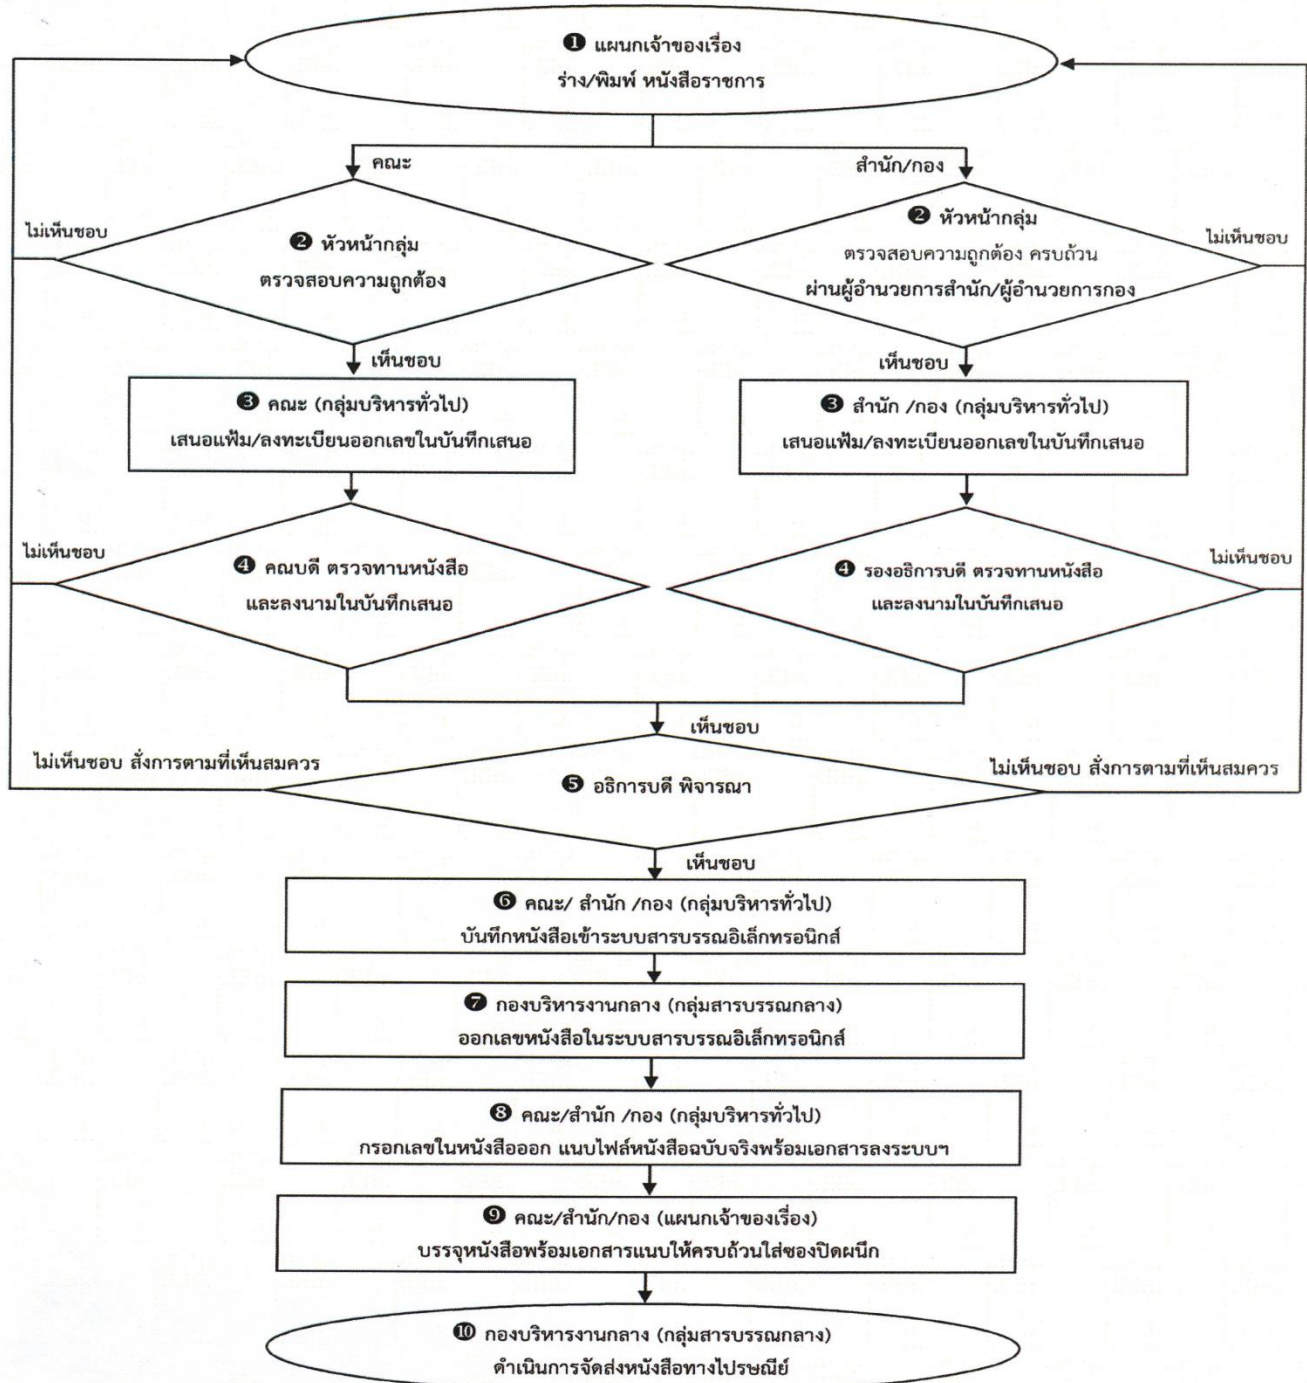 ❶ แผนกเจ้าของเรื่อง
ร่าง/พิมพ์ หนังสือราชการ
คณะ
สำนัก/กอง
ไม่เห็นชอบ
❷ หัวหน้ากลุ่ม
ตรวจสอบความถูกต้อง
❷ หัวหน้ากลุ่ม
ตรวจสอบความถูกต้อง ครบถ้วน
ผ่านผู้อำนวยการสำนัก/ผู้อำนวยการกอง
ไม่เห็นชอบ
เห็นชอบ
เห็นชอบ
❸ คณะ (กลุ่มบริหารทั่วไป)
เสนอแฟ้ม/ลงทะเบียนออกเลขในบันทึกเสนอ
❸ สำนัก /กอง (กลุ่มบริหารทั่วไป)
เสนอแฟ้ม/ลงทะเบียนออกเลขในบันทึกเสนอ
ไม่เห็นชอบ
❹ คณบดี ตรวจทานหนังสือ
และลงนามในบันทึกเสนอ
❹ รองอธิการบดี ตรวจทานหนังสือ
และลงนามในบันทึกเสนอ
ไม่เห็นชอบ
เห็นชอบ
ไม่เห็นชอบ สั่งการตามที่เห็นสมควร
❺ อธิการบดี พิจารณา
ไม่เห็นชอบ สั่งการตามที่เห็นสมควร
เห็นชอบ
❻ คณะ/ สำนัก /กอง (กลุ่มบริหารทั่วไป)
บันทึกหนังสือเข้าระบบสารบรรณอิเล็กทรอนิกส์
❼ กองบริหารงานกลาง (กลุ่มสารบรรณกลาง)
ออกเลขหนังสือในระบบสารบรรณอิเล็กทรอนิกส์
❽ คณะ/สำนัก /กอง (กลุ่มบริหารทั่วไป)
กรอกเลขในหนังสือออก แนบไฟล์หนังสือฉบับจริงพร้อมเอกสารลงระบบฯ
❾ คณะ/สำนัก/กอง (แผนกเจ้าของเรื่อง)
บรรจุหนังสือพร้อมเอกสารแนบให้ครบถ้วนใส่ซองปิดผนึก
❿ กองบริหารงานกลาง (กลุ่มสารบรรณกลาง)
ดำเนินการจัดส่งหนังสือทางไปรษณีย์